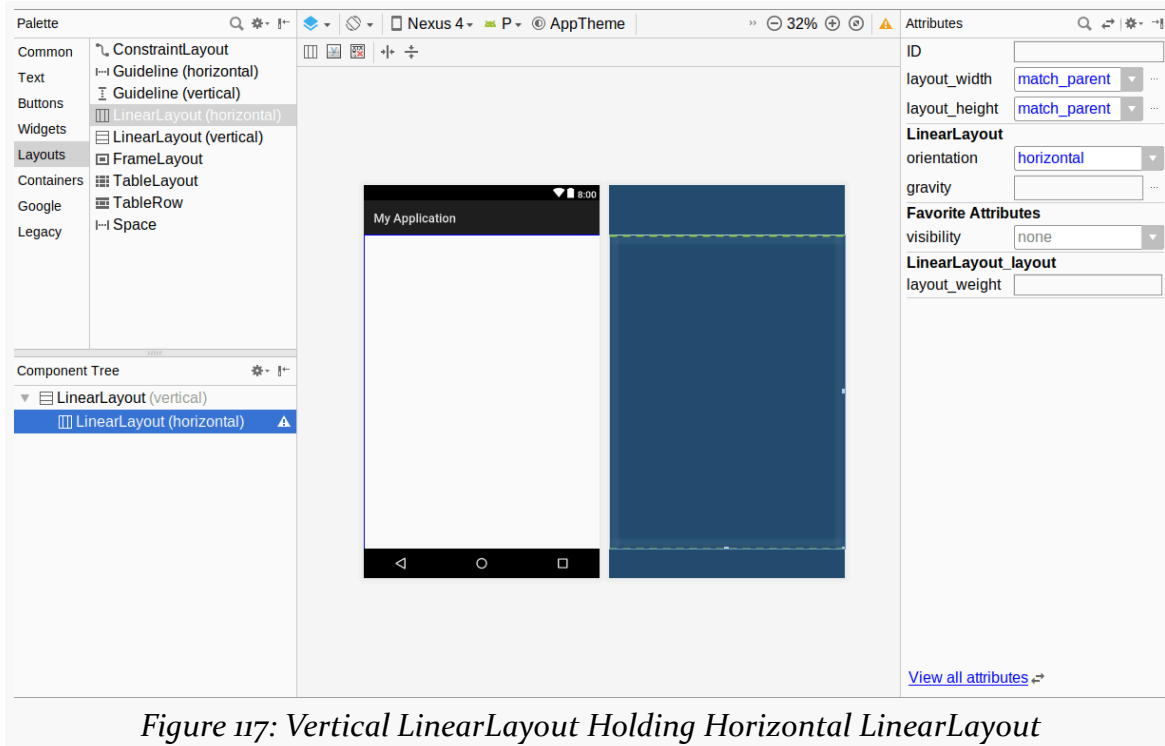 Palette
Common
Text
Buttons
Widgets
Layouts
Containers
Google
Legacy
ConstraintLayout
Guideline (horizontal)
Guideline (vertical)
LinearLayout (horizontal)
LinearLayout (vertical)
FrameLayout
TableLayout
TableRow
Space
Component Tree
LinearLayout (vertical)
LinearLayout (horizontal)
Nexus 4 P AppTheme » 32%
8:00
My Application
Attributes
ID
layout_width match_parent ...
layout_height match_parent ...
LinearLayout
orientation horizontal
gravity ...
Favorite Attributes
visibility none
LinearLayout_layout
layout_weight
View all attributes
Figure 117: Vertical LinearLayout Holding Horizontal LinearLayout